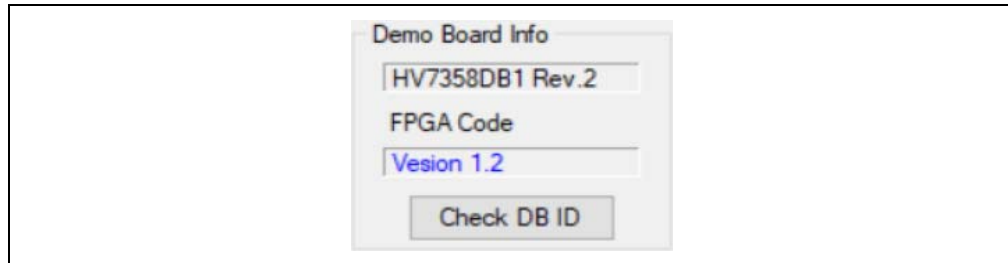 Demo Board Info
HV7358DB1 Rev.2
FPGA Code
Vesion 1.2
Check DB ID